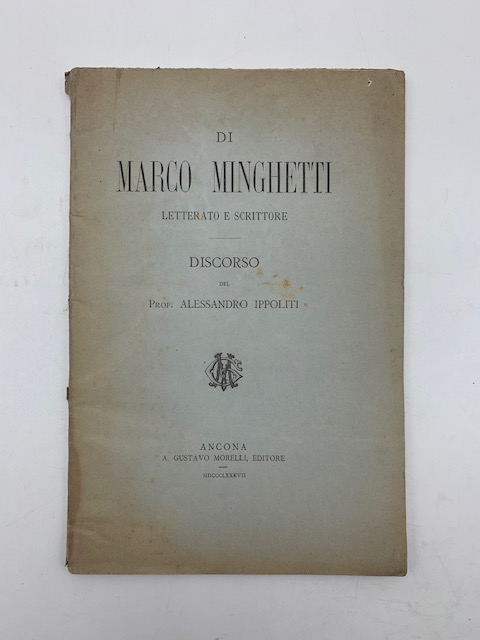 DI
MARCO MINGHETTI
LETTERATO E SCRITTORE
DISCORSO
DEL
PROF. ALESSANDRO IPPOLITI
ANCONA
A. GUSTAVO MORELLI, EDITORE
MDCCCLXXXVII